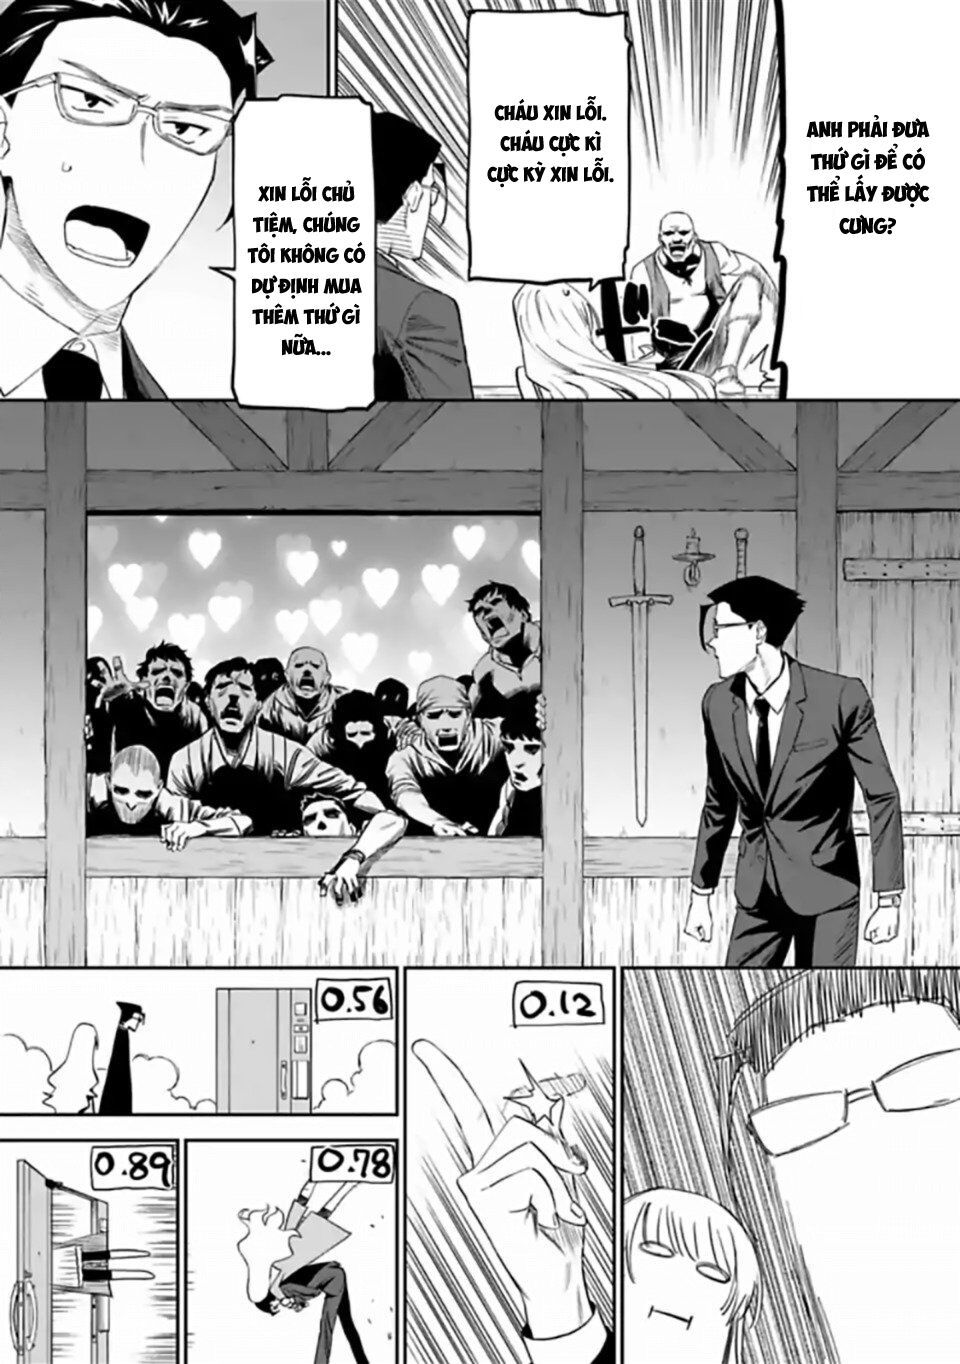 ANH PHẢI ĐƯA
THỨ GÌ ĐỂ CÓ
THỂ LẤY ĐƯỢC
CƯNG?
CHÁU XIN LỖI.
CHÁU CỰC KÌ
CỰC KỲ XIN LỖI.
XIN LỖI CHỦ
TIỆM, CHÚNG
TÔI KHÔNG CÓ
DỰ ĐỊNH MUA
THÊM THỨ GÌ
NỮA...
0.12
0.56
0.78
0.89